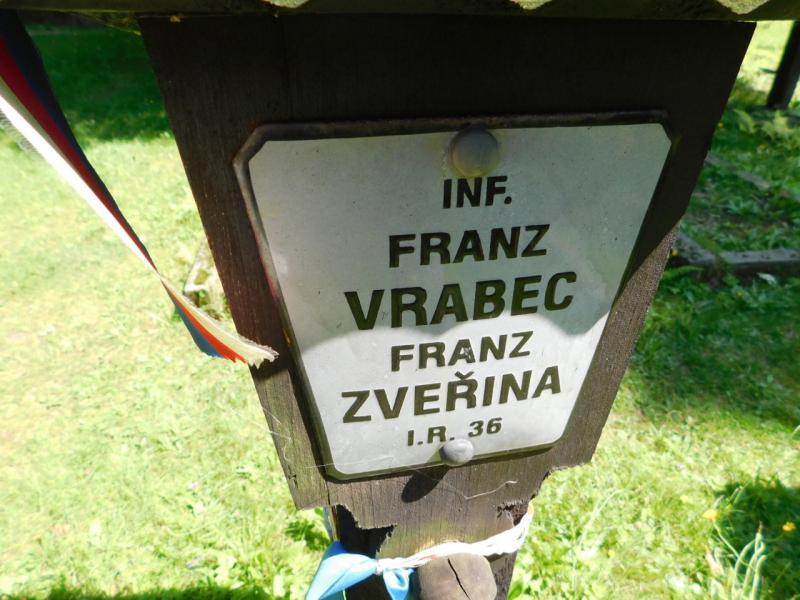 INF.
FRANZ
VRABEC
FRANZ
ZVEŘINA
I.R. 36